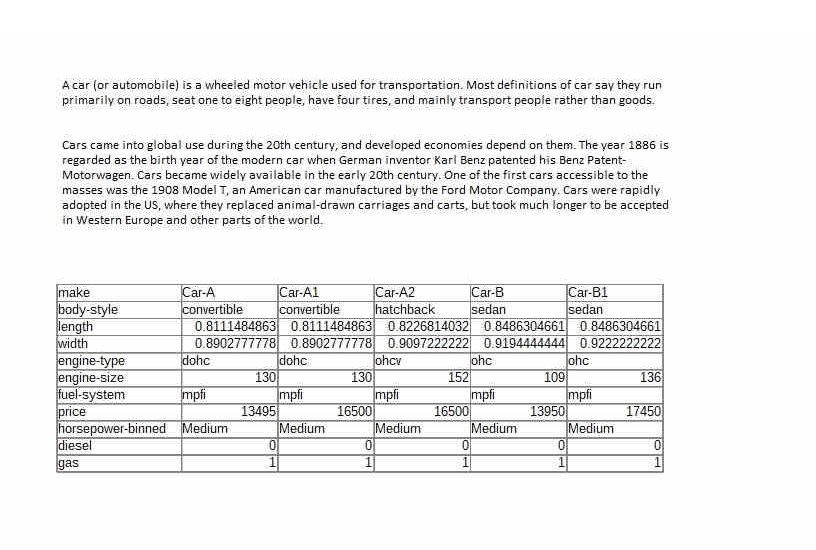 A car (or automobile) is a wheeled motor vehicle used for transportation. Most definitions of car say they run
primarily on roads, seat one to eight people, have four tires, and mainly transport people rather than goods.
Cars came into global use during the 20th century, and developed economies depend on them. The year 1886 is
regarded as the birth year of the modern car when German inventor Karl Benz patented his Benz Patent-
Motorwagen. Cars became widely available in the early 20th century. One of the first cars accessible to the
masses was the 1908 Model T, an American car manufactured by the Ford Motor Company. Cars were rapidly
adopted in the US, where they replaced animal-drawn carriages and carts, but took much longer to be accepted
in Western Europe and other parts of the world.
make Car-A Car-A1 Car-A2 Car-B Car-B1
body-style convertible convertible hatchback sedan sedan
length 0.8111484863 0.8111484863 0.8226814032 0.8486304661 0.8486304661
width 0.8902777778 0.8902777778 0.9097222222 0.9194444444 0.9222222222
engine-type dohc dohc ohcv ohc ohc
engine-size 130 130 152 109 136
fuel-system mpfi mpfi mpfi mpfi mpfi
price 13495 16500 16500 13950 17450
horsepower-binned Medium Medium Medium Medium Medium
diesel 0 0 0 0 0
gas 1 1 1 1 1